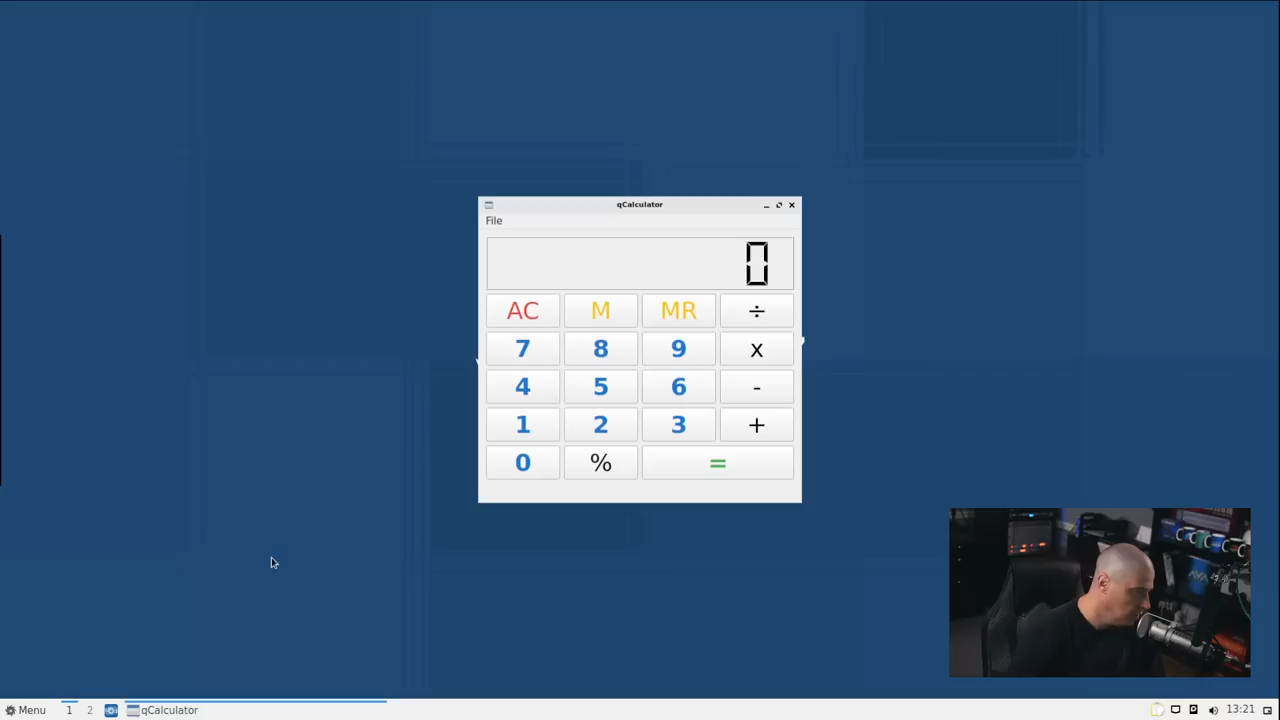 qCalculator
File
0
AC M MR ÷
7 8 9 x
4 5 6 -
1 2 3 +
0 % =
Menu 1 2 qCalculator 13:21